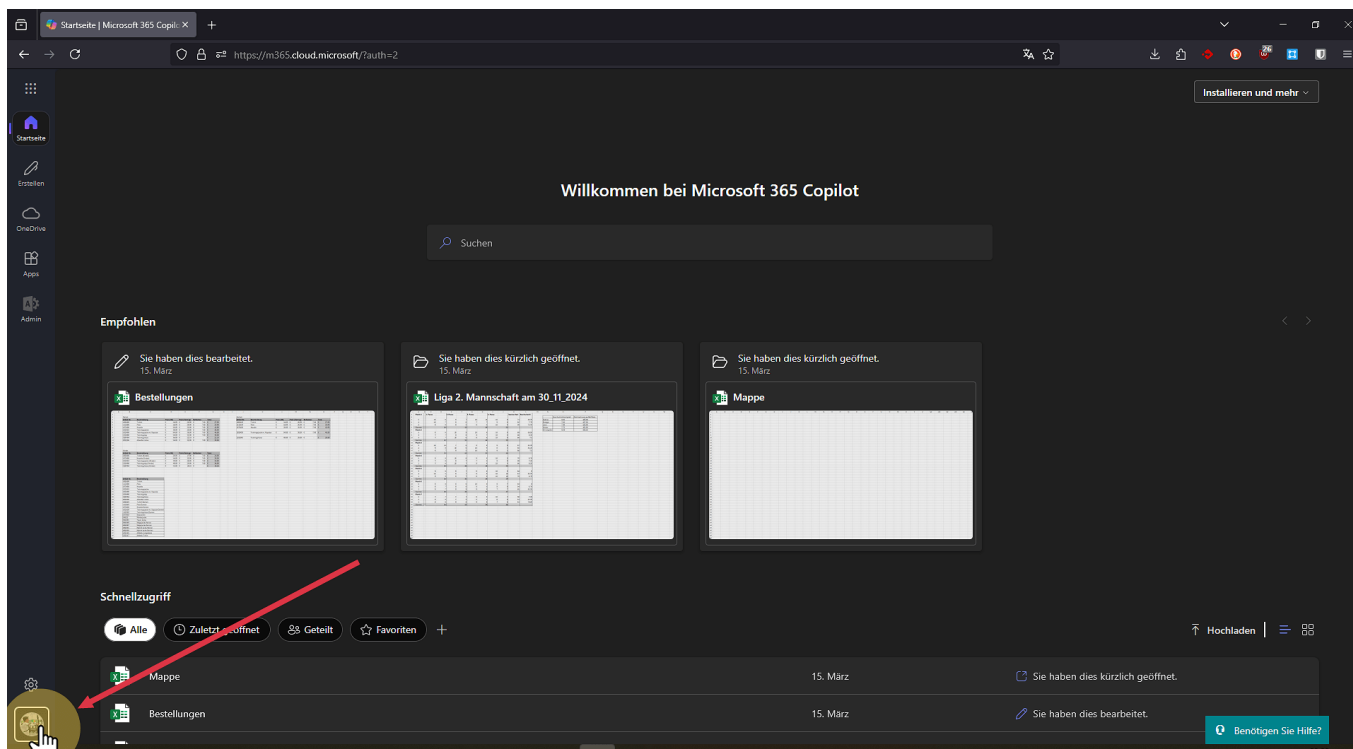 Startseite | Microsoft 365 Copilo
https://m365.cloud.microsoft/?auth=2
26
Installieren und mehr
Startseite
Erstellen
OneDrive
Apps
Admin
Willkommen bei Microsoft 365 Copilot
Suchen
Empfohlen
Sie haben dies bearbeitet.
15. März
Bestellungen
Sie haben dies kürzlich geöffnet.
15. März
Liga 2. Mannschaft am 30_11_2024
Sie haben dies kürzlich geöffnet.
15. März
Mappe
Schnellzugriff
Alle
Zuletzt geöffnet
Geteilt
Favoriten
Hochladen
Mappe
15. März
Sie haben dies kürzlich geöffnet.
Bestellungen
15. März
Sie haben dies bearbeitet.
Benötigen Sie Hilfe?